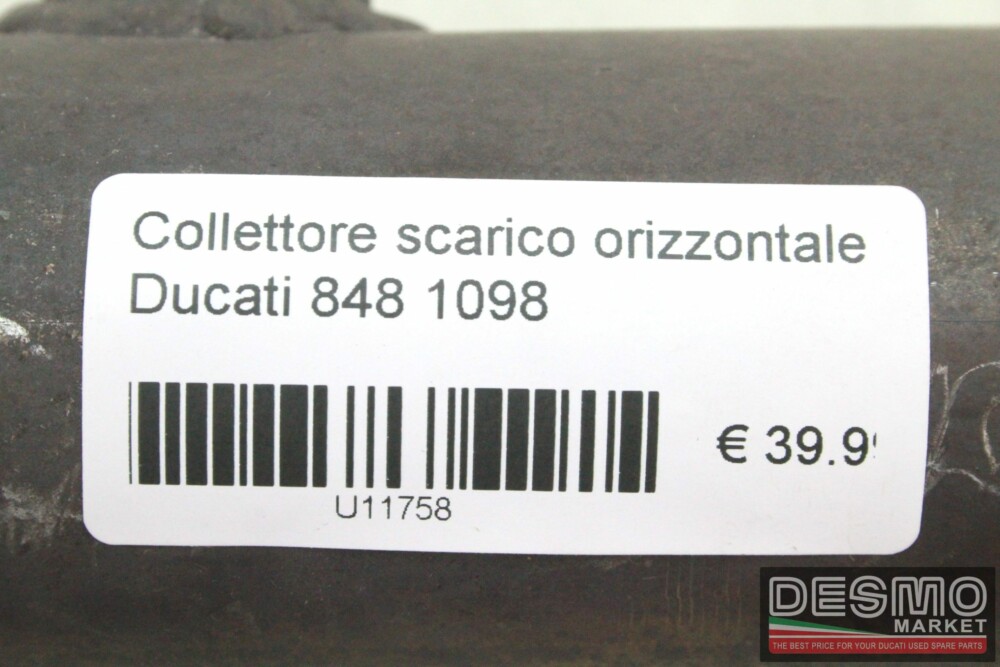 Collettore scarico orizzontale
Ducati 848 1098
€ 39.9
U11758
DESMO
MARKET
THE BEST PRICE FOR YOUR DUCATI USED SPARE PARTS